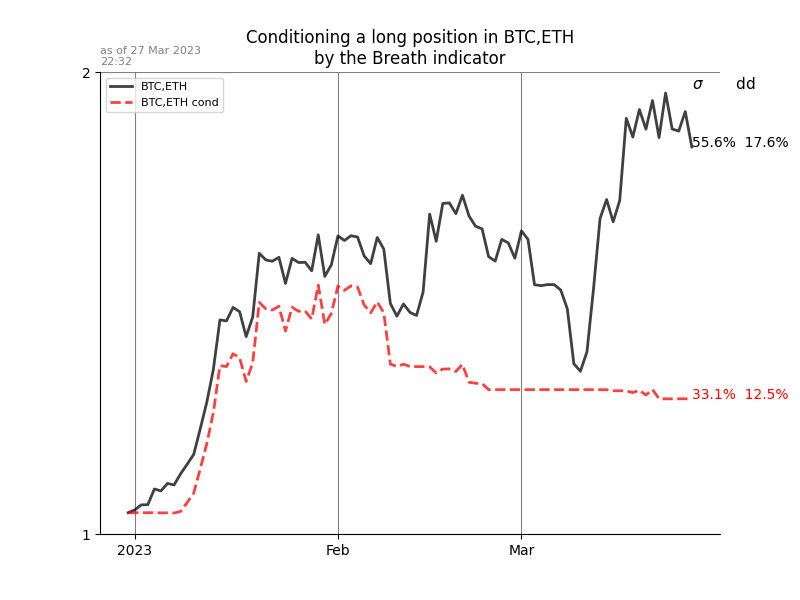 Conditioning a long position in BTC,ETH
by the Breath indicator
as of 27 Mar 2023
22:32
2
BTC,ETH
BTC,ETH cond
σ dd
55.6% 17.6%
33.1% 12.5%
1
2023 Feb Mar